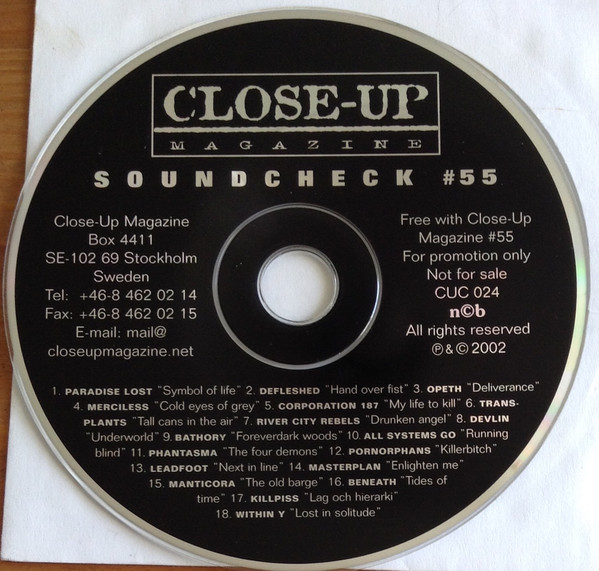 CLOSE-UP
MAGAZINE
SOUNDCHECK #55
Close-Up Magazine
Box 4411
SE-102 69 Stockholm
Sweden
Tel: +46-8 462 02 14
Fax: +46-8 462 02 15
E-mail: mail@
closeupmagazine.net
Free with Close-Up
Magazine #55
For promotion only
Not for sale
CUC 024
n©b
All rights reserved
℗ & © 2002
1. PARADISE LOST "Symbol of life" 2. DEFLESHED "Hand over fist" 3. OPETH "Deliverance"
4. MERCILESS "Cold eyes of grey" 5. CORPORATION 187 "My life to kill" 6. TRANS-
PLANTS "Tall cans in the air" 7. RIVER CITY REBELS "Drunken angel" 8. DEVLIN
"Underworld" 9. BATHORY "Foreverdark woods" 10. ALL SYSTEMS GO "Running
blind" 11. PHANTASMA "The four demons" 12. PORNORPHANS "Killerbitch"
13. LEADFOOT "Next in line" 14. MASTERPLAN "Enlighten me"
15. MANTICORA "The old barge" 16. BENEATH "Tides of
time" 17. KILLPISS "Lag och hierarki"
18. WITHIN Y "Lost in solitude"